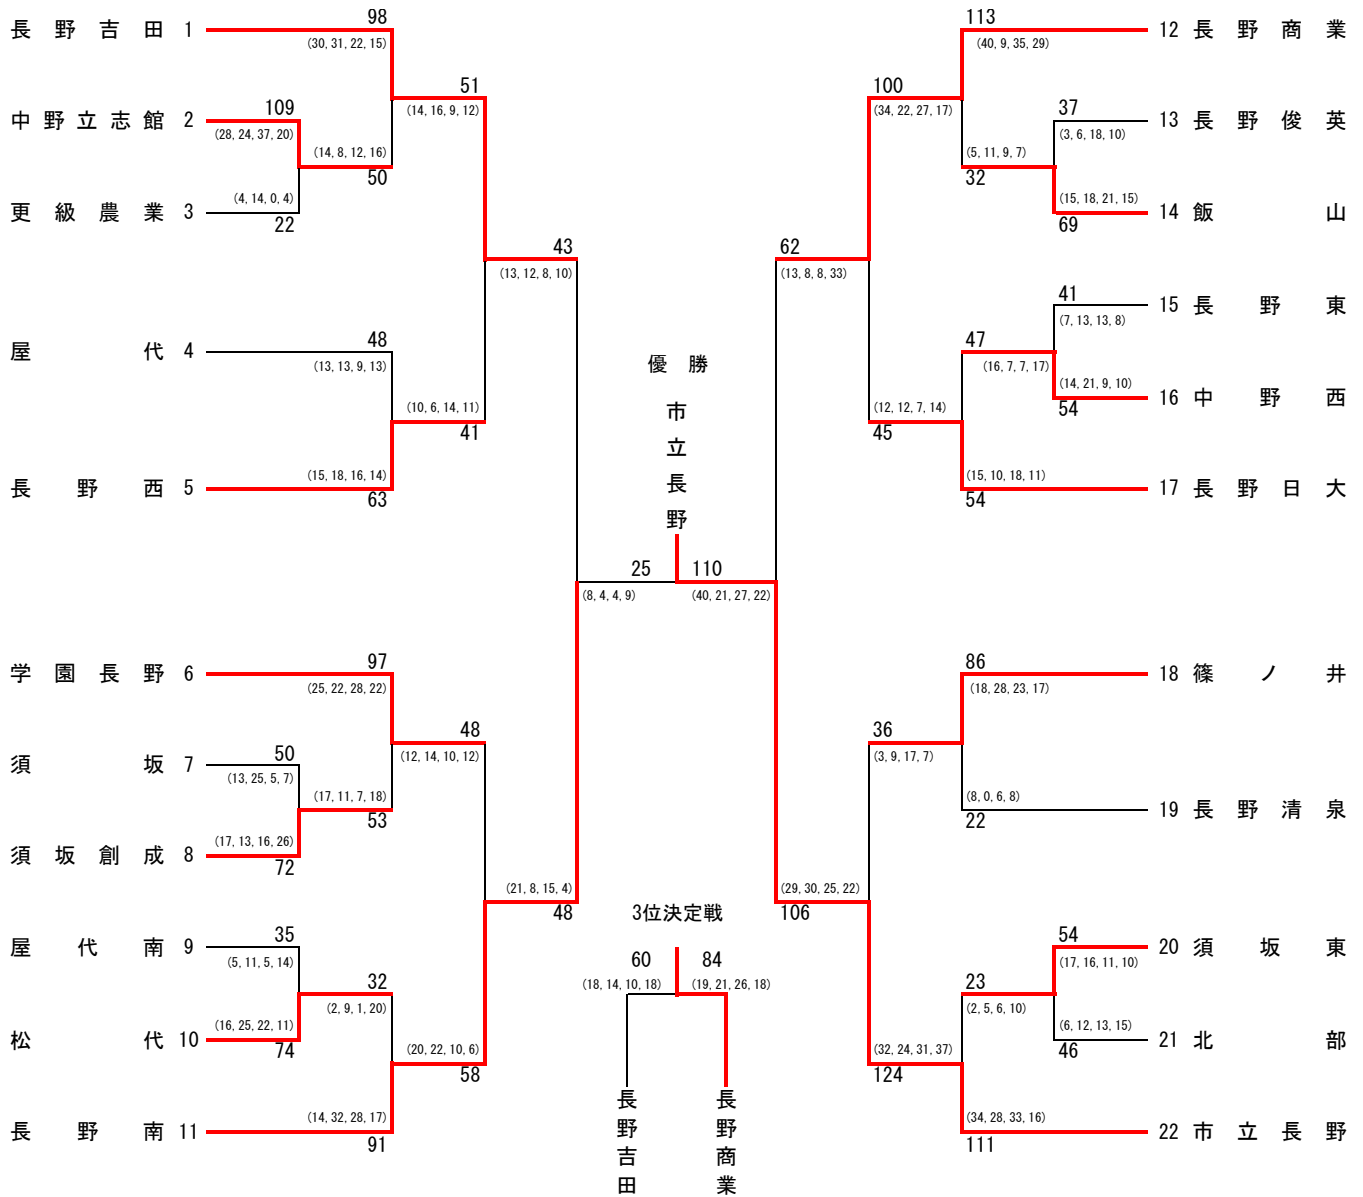 長野吉田 1
98
(30, 31, 22, 15)
中野立志館 2
109
(28, 24, 37, 20)
更級農業 3
(4, 14, 0, 4)
22
(14, 8, 12, 16)
50
51
(14, 16, 9, 12)
屋代 4
48
(13, 13, 9, 13)
長野西 5
(15, 18, 16, 14)
63
(10, 6, 14, 11)
41
43
(13, 12, 8, 10)
学園長野 6
97
(25, 22, 28, 22)
須坂 7
50
(13, 25, 5, 7)
須坂創成 8
(17, 13, 16, 26)
72
(17, 11, 7, 18)
53
48
(12, 14, 10, 12)
屋代南 9
35
(5, 11, 5, 14)
松代 10
(16, 25, 22, 11)
74
32
(2, 9, 1, 20)
長野南 11
(14, 32, 28, 17)
91
(20, 22, 10, 6)
58
(21, 8, 15, 4)
48
優勝
市立長野
25
(8, 4, 4, 9)
110
(40, 21, 27, 22)
3位決定戦
60
(18, 14, 10, 18)
84
(19, 21, 26, 18)
長野吉田
長野商業
113
(40, 9, 35, 29)
12 長野商業
37
(3, 6, 18, 10)
13 長野俊英
(15, 18, 21, 15)
69
14 飯山
(5, 11, 9, 7)
32
100
(34, 22, 27, 17)
62
(13, 8, 8, 33)
41
(7, 13, 13, 8)
15 長野東
(14, 21, 9, 10)
54
16 中野西
47
(16, 7, 7, 17)
(15, 10, 18, 11)
54
17 長野日大
(12, 12, 7, 14)
45
86
(18, 28, 23, 17)
18 篠ノ井
(8, 0, 6, 8)
22
19 長野清泉
36
(3, 9, 17, 7)
(29, 30, 25, 22)
106
54
(17, 16, 11, 10)
20 須坂東
(6, 12, 13, 15)
46
21 北部
23
(2, 5, 6, 10)
(34, 28, 33, 16)
111
22 市立長野
(32, 24, 31, 37)
124